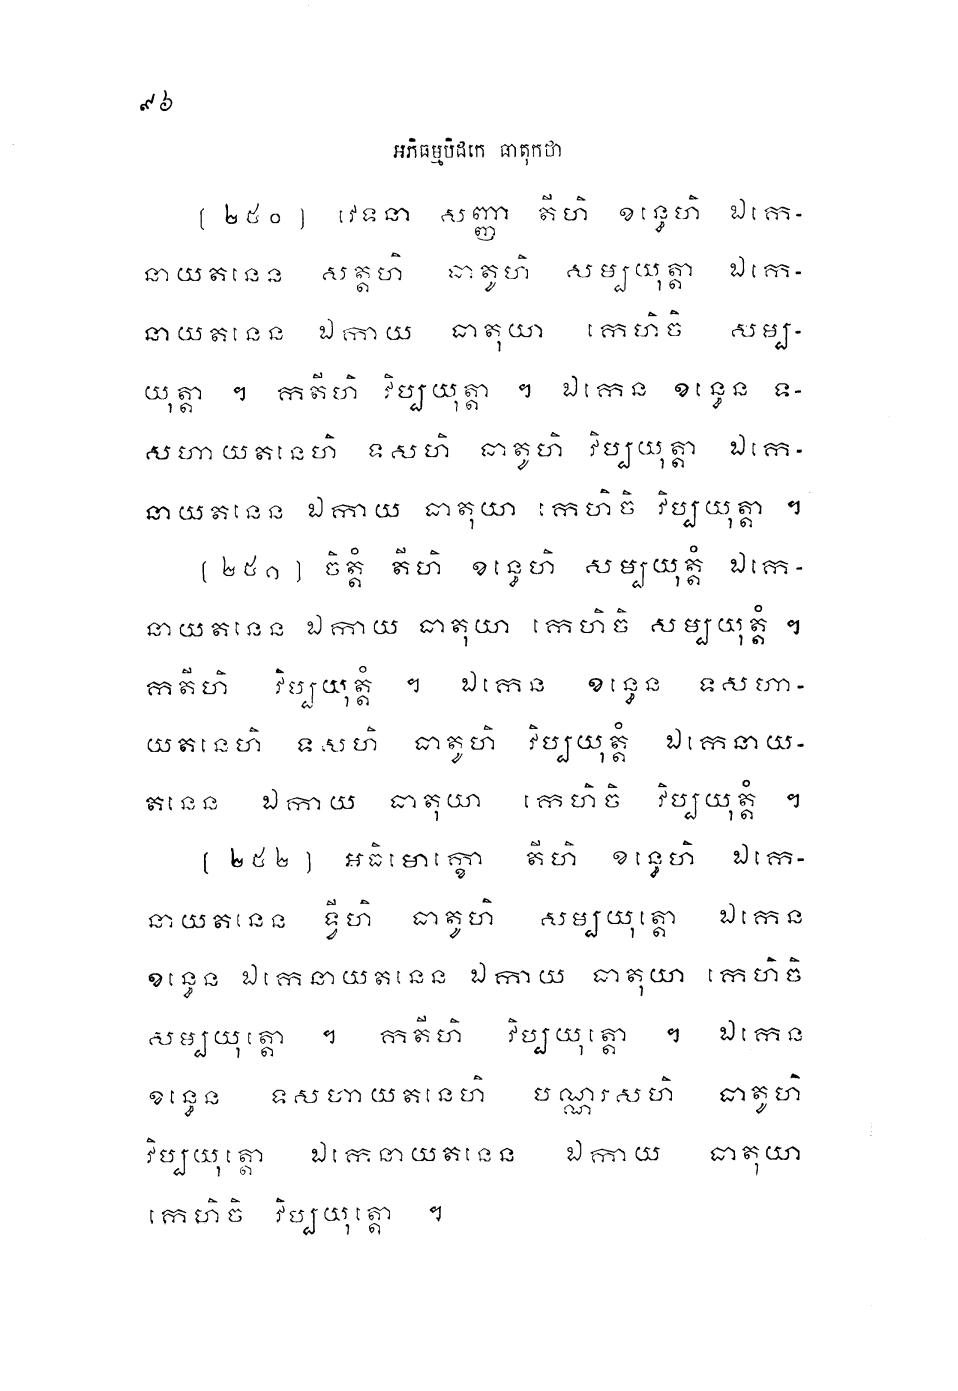 ៩៦
អភិធម្មបិដកេ ធាតុកថា
(២៥០) វេទនា សញ្ញា តីហិ ខន្ធេហិ ឯកេ-
នាយតនេន សត្តហិ ធាតូហិ សម្បយុត្តា ឯកេ-
នាយតនេន ឯកាយ ធាតុយា កេហិចិ សម្ប-
យុត្តា ។ កតីហិ វិប្បយុត្តា ។ ឯកេន ខន្ធេន ទ-
សហាយតនេហិ ទសហិ ធាតូហិ វិប្បយុត្តា ឯកេ-
នាយតនេន ឯកាយ ធាតុយា កេហិចិ វិប្បយុត្តា ។
(២៥១) ចិត្តំ តីហិ ខន្ធេហិ សម្បយុត្តំ ឯកេ-
នាយតនេន ឯកាយ ធាតុយា កេហិចិ សម្បយុត្តំ ។
កតីហិ វិប្បយុត្តំ ។ ឯកេន ខន្ធេន ទសហា-
យតនេហិ ទសហិ ធាតូហិ វិប្បយុត្តំ ឯកេនាយ-
តនេន ឯកាយ ធាតុយា កេហិចិ វិប្បយុត្តំ ។
(២៥២) អធិមោក្ខោ តីហិ ខន្ធេហិ ឯកេ-
នាយតនេន ទ្វីហិ ធាតូហិ សម្បយុត្តោ ឯកេន
ខន្ធេន ឯកេនាយតនេន ឯកាយ ធាតុយា កេហិចិ
សម្បយុត្តោ ។ កតីហិ វិប្បយុត្តោ ។ ឯកេន
ខន្ធេន ទសហាយតនេហិ បណ្ណរសហិ ធាតូហិ
វិប្បយុត្តោ ឯកេនាយតនេន ឯកាយ ធាតុយា
កេហិចិ វិប្បយុត្តោ ។